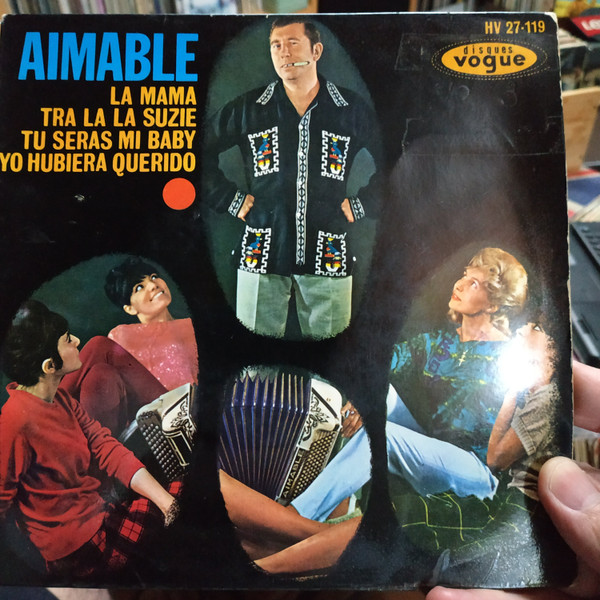 HV 27-119
AIMABLE
disques
vogue
LA MAMA
TRA LA LA SUZIE
TU SERAS MI BABY
YO HUBIERA QUERIDO